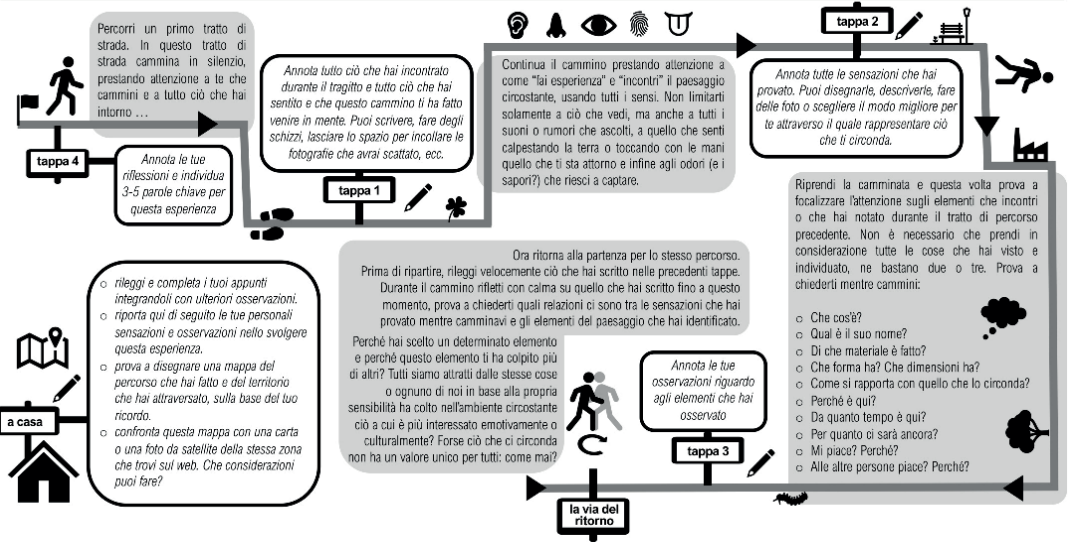 Percorri un primo tratto di
strada. In questo tratto di
strada cammina in silenzio,
prestando attenzione a te che
cammini e a tutto ciò che hai
intorno …
Annota tutto ciò che hai incontrato
durante il tragitto e tutto ciò che hai
sentito e che questo cammino ti ha fatto
venire in mente. Puoi scrivere, fare degli
schizzi, lasciare lo spazio per incollare le
fotografie che avrai scattato, ecc.
tappa 1
Continua il cammino prestando attenzione a
come “fai esperienza” e “incontri” il paesaggio
circostante, usando tutti i sensi. Non limitarti
solamente a ciò che vedi, ma anche a tutti i
suoni o rumori che ascolti, a quello che senti
calpestando la terra o toccando con le mani
quello che ti sta attorno e infine agli odori (e i
sapori?) che riesci a captare.
tappa 2
Annota tutte le sensazioni che hai
provato. Puoi disegnarle, descriverle, fare
delle foto o scegliere il modo migliore per
te attraverso il quale rappresentare ciò
che ti circonda.
Riprendi la camminata e questa volta prova a
focalizzare l’attenzione sugli elementi che incontri
o che hai notato durante il tratto di percorso
precedente. Non è necessario che prendi in
considerazione tutte le cose che hai visto e
individuato, ne bastano due o tre. Prova a
chiederti mentre cammini:
o Che cos’è?
o Qual è il suo nome?
o Di che materiale è fatto?
o Che forma ha? Che dimensioni ha?
o Come si rapporta con quello che lo circonda?
o Perché è qui?
o Da quanto tempo è qui?
o Per quanto ci sarà ancora?
o Mi piace? Perché?
o Alle altre persone piace? Perché?
Annota le tue
osservazioni riguardo
agli elementi che hai
osservato
tappa 3
la via del
ritorno
Ora ritorna alla partenza per lo stesso percorso.
Prima di ripartire, rileggi velocemente ciò che hai scritto nelle precedenti tappe.
Durante il cammino rifletti con calma su quello che hai scritto fino a questo
momento, prova a chiederti quali relazioni ci sono tra le sensazioni che hai
provato mentre camminavi e gli elementi del paesaggio che hai identificato.
Perché hai scelto un determinato elemento
e perché questo elemento ti ha colpito più
di altri? Tutti siamo attratti dalle stesse cose
o ognuno di noi in base alla propria
sensibilità ha colto nell’ambiente circostante
ciò a cui è più interessato emotivamente o
culturalmente? Forse ciò che ci circonda
non ha un valore unico per tutti: come mai?
tappa 4
Annota le tue
riflessioni e individua
3-5 parole chiave per
questa esperienza
a casa
o rileggi e completa i tuoi appunti
integrandoli con ulteriori osservazioni.
o riporta qui di seguito le tue personali
sensazioni e osservazioni nello svolgere
questa esperienza.
o prova a disegnare una mappa del
percorso che hai fatto e del territorio
che hai attraversato, sulla base del tuo
ricordo.
o confronta questa mappa con una carta
o una foto da satellite della stessa zona
che trovi sul web. Che considerazioni
puoi fare?